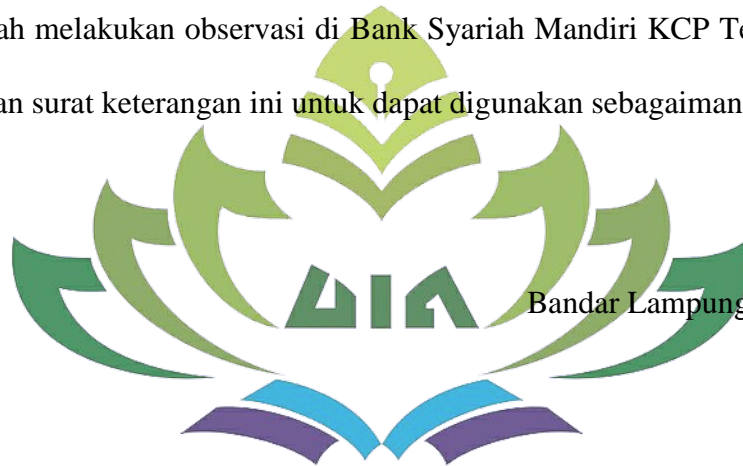 ah melakukan observasi di Bank Syariah Mandiri KCP Te
an surat keterangan ini untuk dapat digunakan sebagaiman
UIN
Bandar Lampung